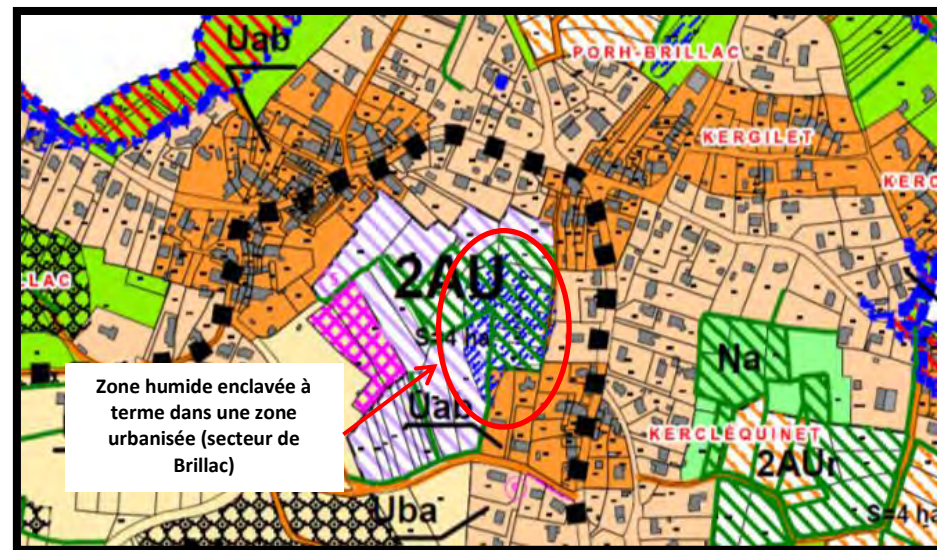 Uab
PORH-BRILLAC
KERGILET
KERC
LLAC
2AU
S=4 ha
Na
Zone humide enclavée à
terme dans une zone
urbanisée (secteur de
Brillac)
Uab
KERCLÉQUINET
2AUr
Uba
S=4 ha